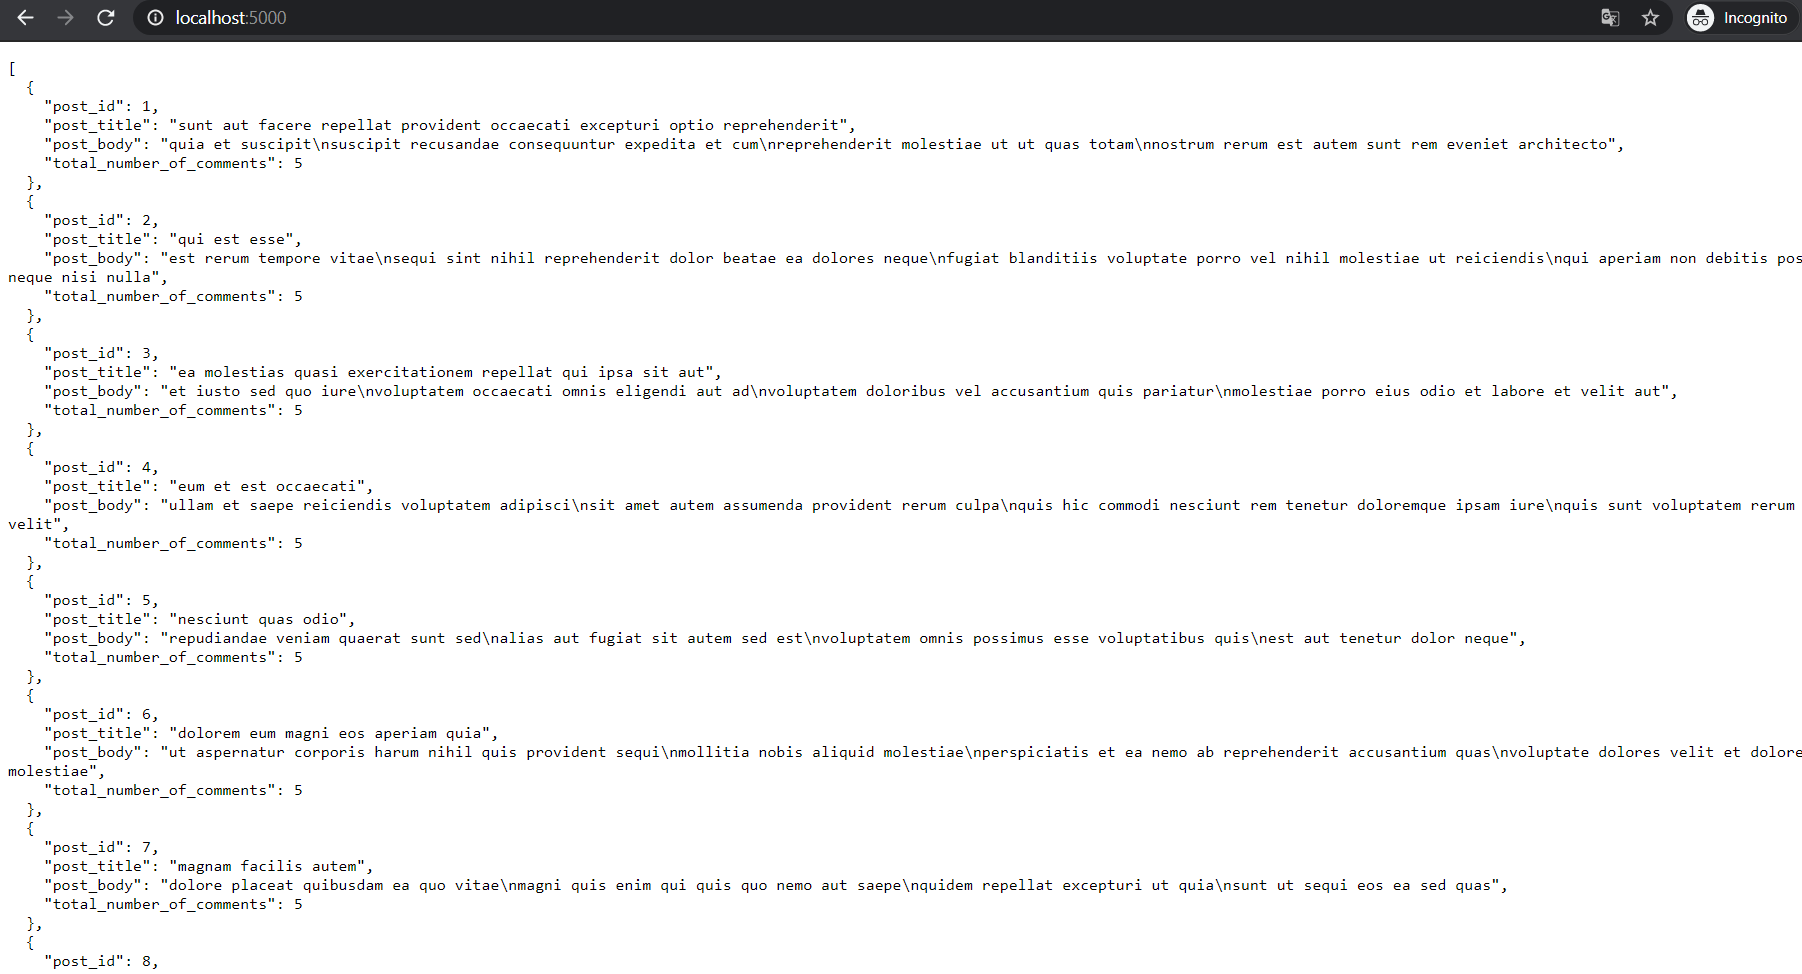 localhost:5000
Incognito
[
  {
    "post_id": 1,
    "post_title": "sunt aut facere repellat provident occaecati excepturi optio reprehenderit",
    "post_body": "quia et suscipit\nsuscipit recusandae consequuntur expedita et cum\nreprehenderit molestiae ut ut quas totam\nnostrum rerum est autem sunt rem eveniet architecto",
    "total_number_of_comments": 5
  },
  {
    "post_id": 2,
    "post_title": "qui est esse",
    "post_body": "est rerum tempore vitae\nsequi sint nihil reprehenderit dolor beatae ea dolores neque\nfugiat blanditiis voluptate porro vel nihil molestiae ut reiciendis\nqui aperiam non debitis pos
neque nisi nulla",
    "total_number_of_comments": 5
  },
  {
    "post_id": 3,
    "post_title": "ea molestias quasi exercitationem repellat qui ipsa sit aut",
    "post_body": "et iusto sed quo iure\nvoluptatem occaecati omnis eligendi aut ad\nvoluptatem doloribus vel accusantium quis pariatur\nmolestiae porro eius odio et labore et velit aut",
    "total_number_of_comments": 5
  },
  {
    "post_id": 4,
    "post_title": "eum et est occaecati",
    "post_body": "ullam et saepe reiciendis voluptatem adipisci\nsit amet autem assumenda provident rerum culpa\nquis hic commodi nesciunt rem tenetur doloremque ipsam iure\nquis sunt voluptatem rerum
velit",
    "total_number_of_comments": 5
  },
  {
    "post_id": 5,
    "post_title": "nesciunt quas odio",
    "post_body": "repudiandae veniam quaerat sunt sed\nalias aut fugiat sit autem sed est\nvoluptatem omnis possimus esse voluptatibus quis\nest aut tenetur dolor neque",
    "total_number_of_comments": 5
  },
  {
    "post_id": 6,
    "post_title": "dolorem eum magni eos aperiam quia",
    "post_body": "ut aspernatur corporis harum nihil quis provident sequi\nmollitia nobis aliquid molestiae\nperspiciatis et ea nemo ab reprehenderit accusantium quas\nvoluptate dolores velit et dolore
molestiae",
    "total_number_of_comments": 5
  },
  {
    "post_id": 7,
    "post_title": "magnam facilis autem",
    "post_body": "dolore placeat quibusdam ea quo vitae\nmagni quis enim qui quis quo nemo aut saepe\nquidem repellat excepturi ut quia\nsunt ut sequi eos ea sed quas",
    "total_number_of_comments": 5
  },
  {
    "post_id": 8,